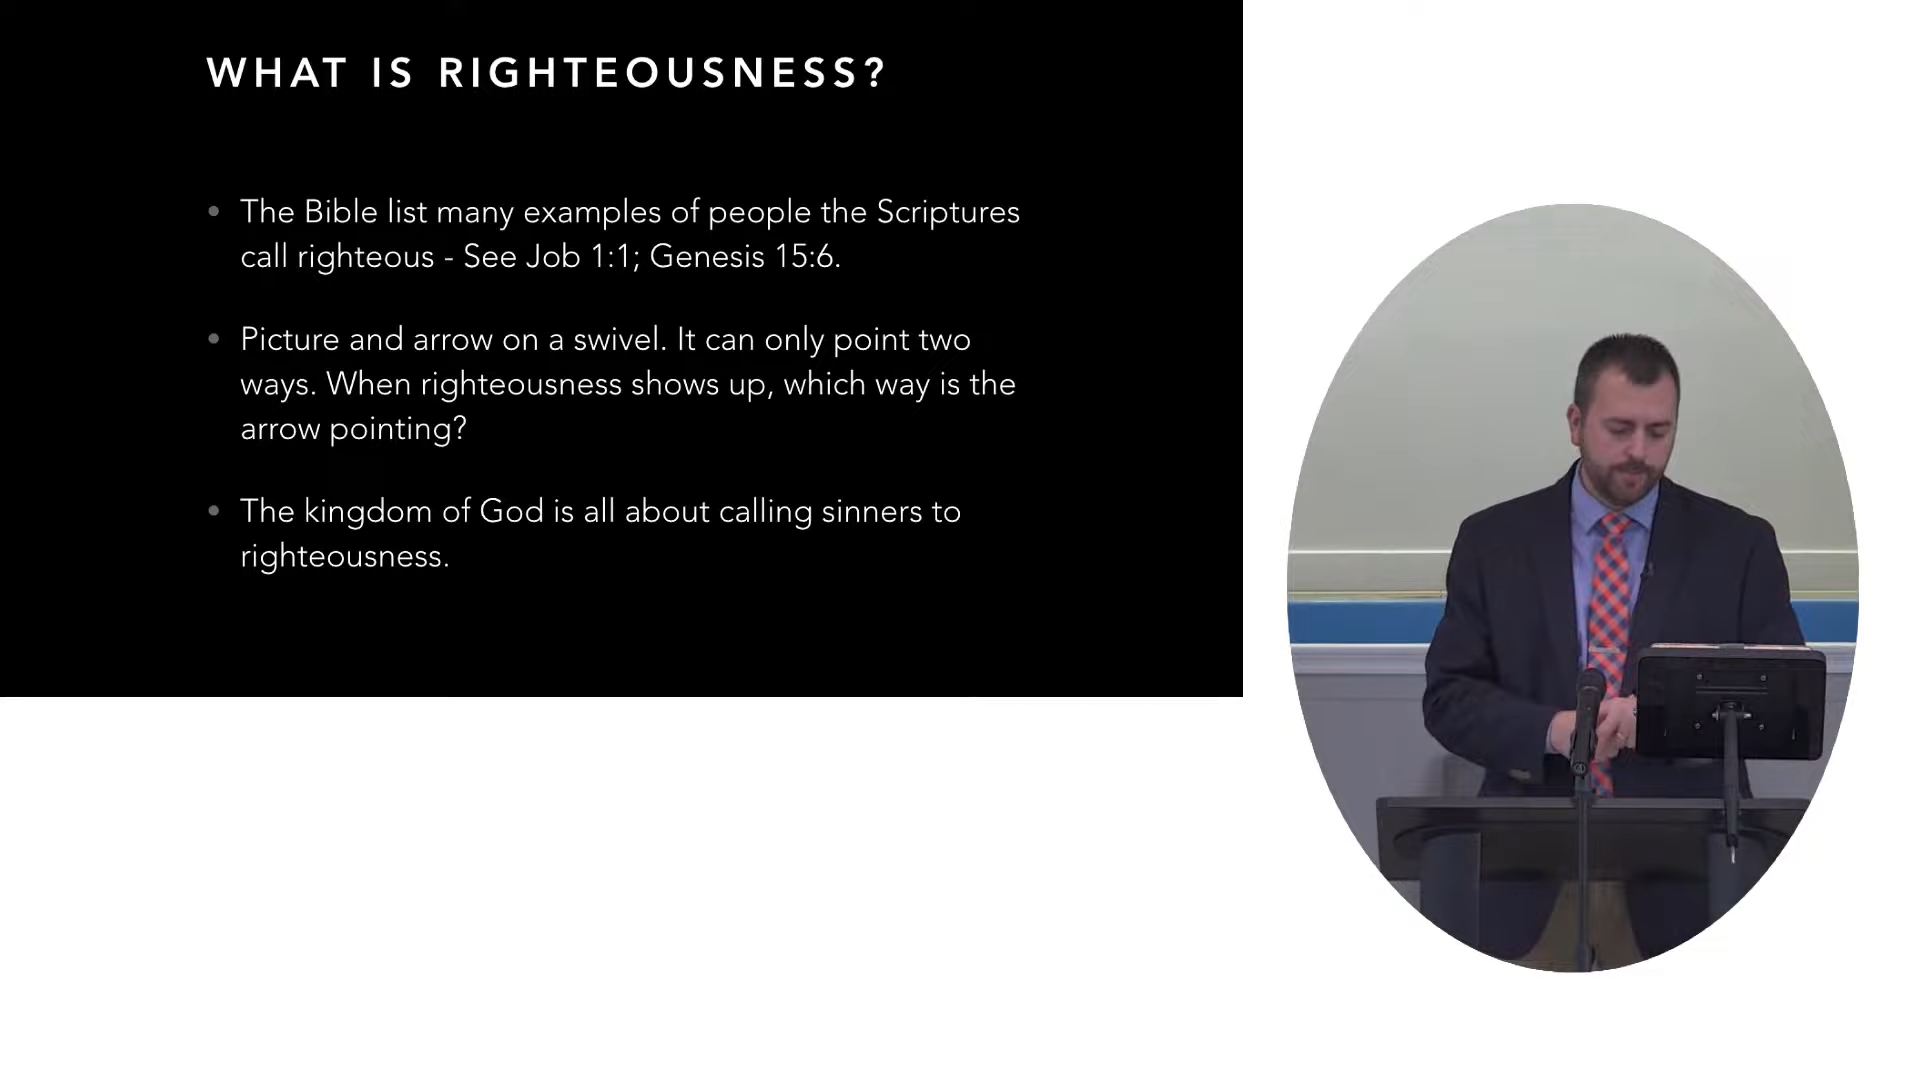 WHAT IS RIGHTEOUSNESS?
• The Bible list many examples of people the Scriptures
call righteous - See Job 1:1; Genesis 15:6.
• Picture and arrow on a swivel. It can only point two
ways. When righteousness shows up, which way is the
arrow pointing?
• The kingdom of God is all about calling sinners to
righteousness.